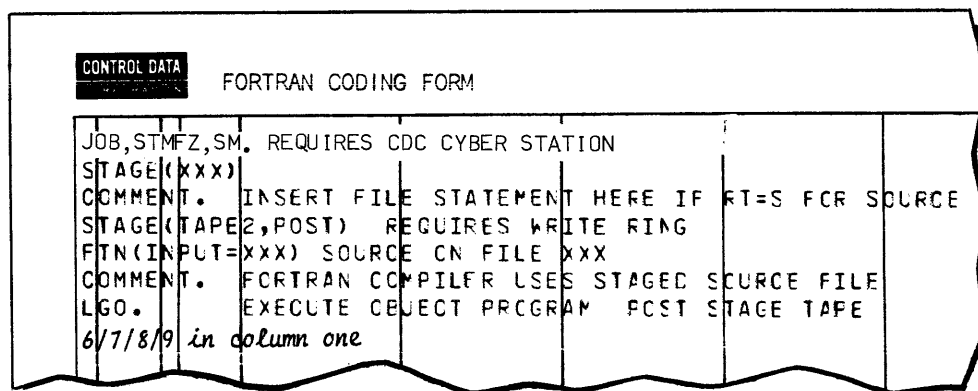 CONTROL DATA
FORTRAN CODING FORM
JOB,STMFZ,SM. REQUIRES CDC CYBER STATION
STAGE(XXX)
COMMENT. INSERT FILE STATEMENT HERE IF RT=S FOR SOURCE
STAGE(TAPE2,POST) REQUIRES WRITE RING
FTN(INPUT=XXX) SOURCE ON FILE XXX
COMMENT. FORTRAN COMPILER USES STAGED SOURCE FILE
LGO. EXECUTE OBJECT PROGRAM POST STAGE TAPE
6/7/8/9 in column one